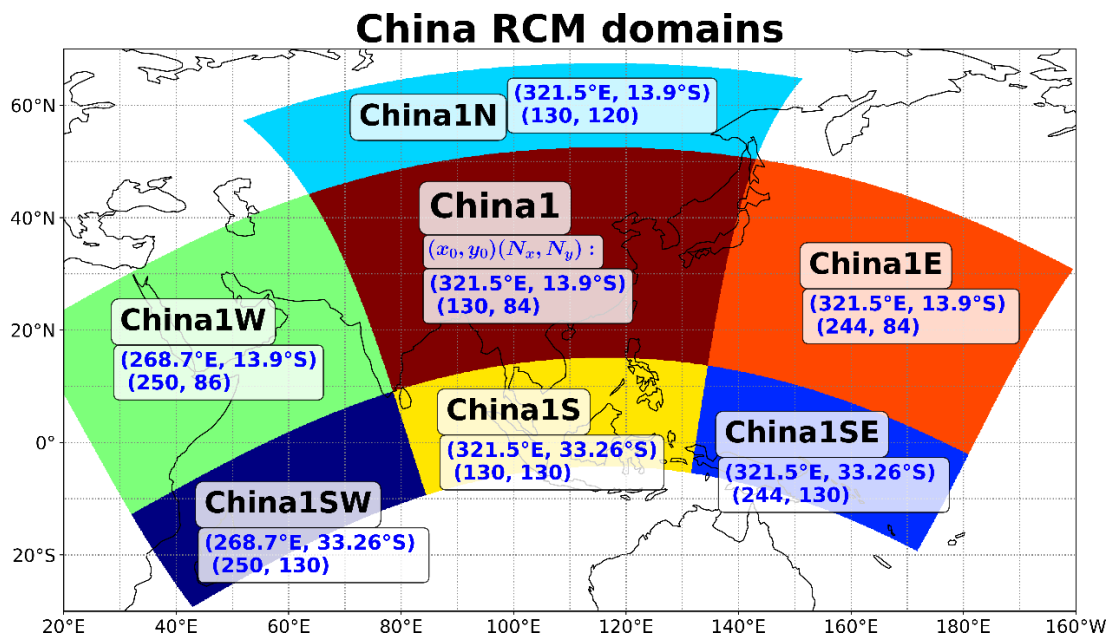 China RCM domains
60°N
40°N
20°N
0°
20°S
20°E
40°E
60°E
80°E
100°E
120°E
140°E
160°E
180°E
160°W
China1N
(321.5°E, 13.9°S)
(130, 120)
China1
(x₀, y₀)(Nₓ, Nᵧ) :
(321.5°E, 13.9°S)
(130, 84)
China1E
(321.5°E, 13.9°S)
(244, 84)
China1W
(268.7°E, 13.9°S)
(250, 86)
China1S
(321.5°E, 33.26°S)
(130, 130)
China1SE
(321.5°E, 33.26°S)
(244, 130)
China1SW
(268.7°E, 33.26°S)
(250, 130)